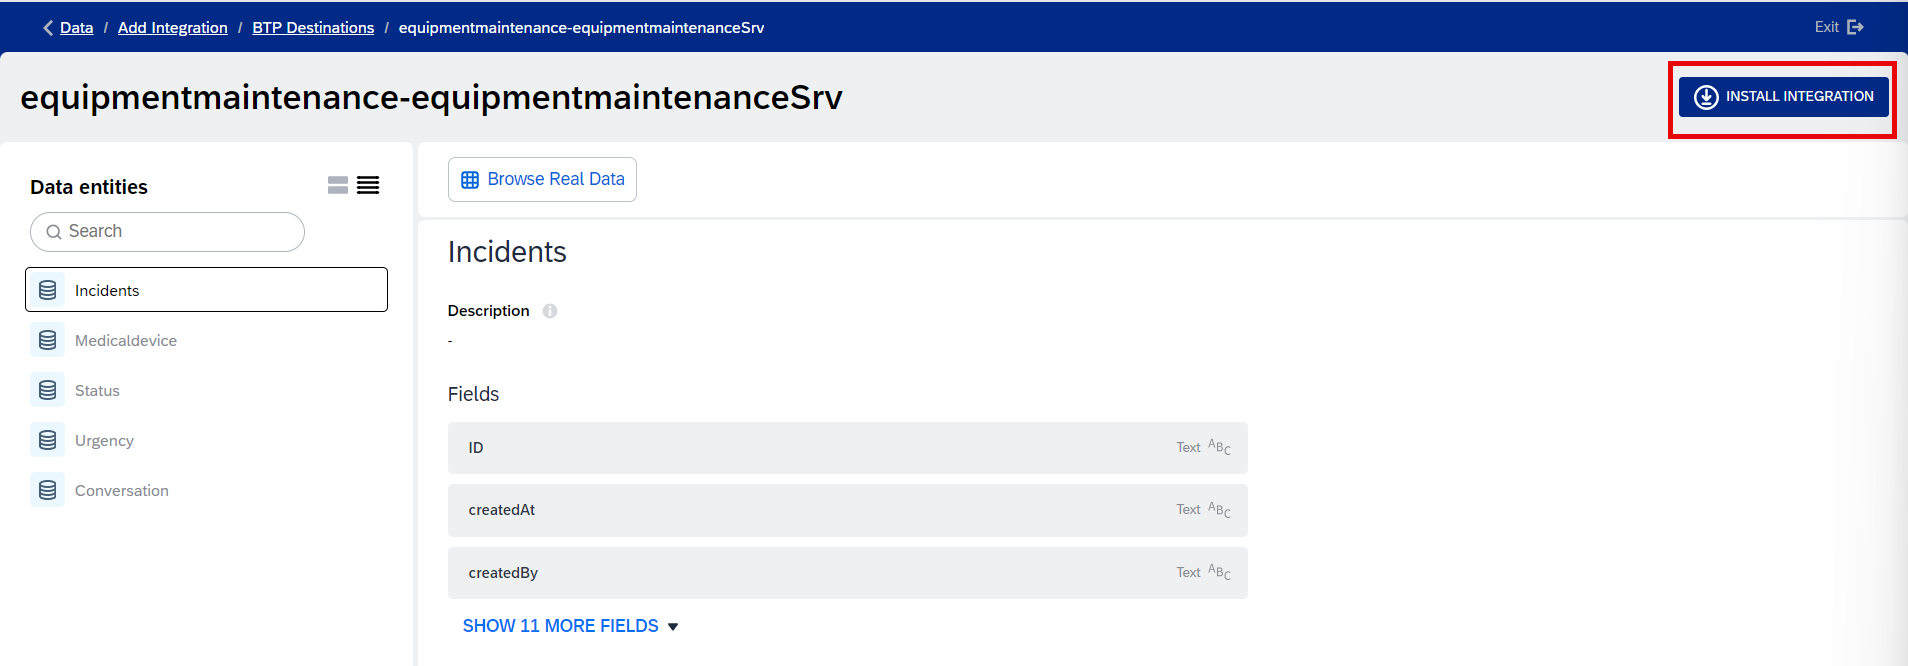 Data / Add Integration / BTP Destinations / equipmentmaintenance-equipmentmaintenanceSrv
Exit
equipmentmaintenance-equipmentmaintenanceSrv
INSTALL INTEGRATION
Data entities
Search
Incidents
Medicaldevice
Status
Urgency
Conversation
Browse Real Data
Incidents
Description
-
Fields
ID Text ABC
createdAt Text ABC
createdBy Text ABC
SHOW 11 MORE FIELDS